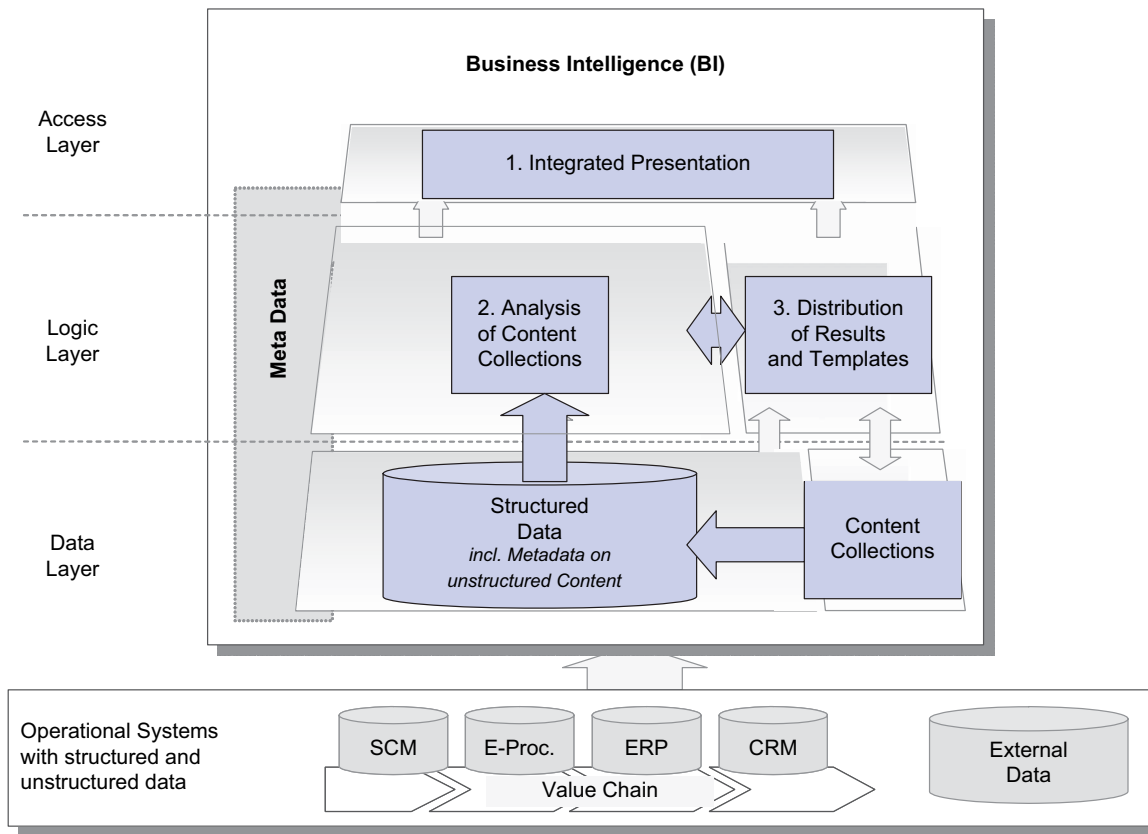 Business Intelligence (BI)
Access
Layer
1. Integrated Presentation
Meta Data
Logic
Layer
2. Analysis
of Content
Collections
3. Distribution
of Results
and Templates
Data
Layer
Structured
Data
incl. Metadata on
unstructured Content
Content
Collections
Operational Systems
with structured and
unstructured data
SCM
E-Proc.
ERP
CRM
Value Chain
External
Data